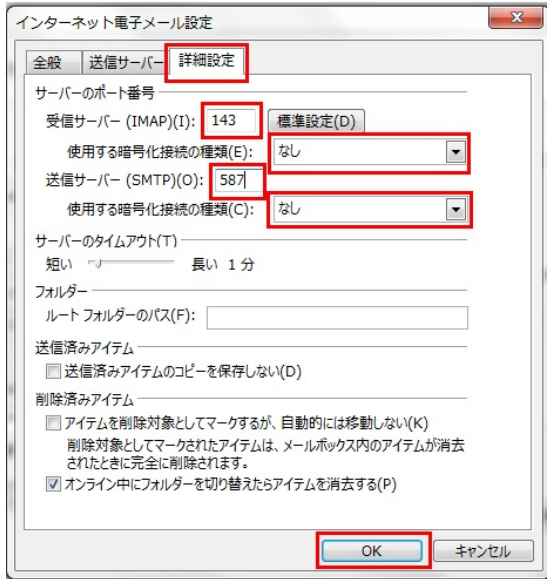 インターネット電子メール設定
全般 送信サーバー 詳細設定
サーバーのポート番号
受信サーバー (IMAP)(I): 143 標準設定(D)
使用する暗号化接続の種類(E): なし
送信サーバー (SMTP)(O): 587
使用する暗号化接続の種類(C): なし
サーバーのタイムアウト(T)
短い 長い 1 分
フォルダー
ルート フォルダーのパス(F):
送信済みアイテム
送信済みアイテムのコピーを保存しない(D)
削除済みアイテム
アイテムを削除対象としてマークするが、自動的には移動しない(K)
削除対象としてマークされたアイテムは、メールボックス内のアイテムが消去
されたときに完全に削除されます。
オンライン中にフォルダーを切り替えたらアイテムを消去する(P)
OK キャンセル